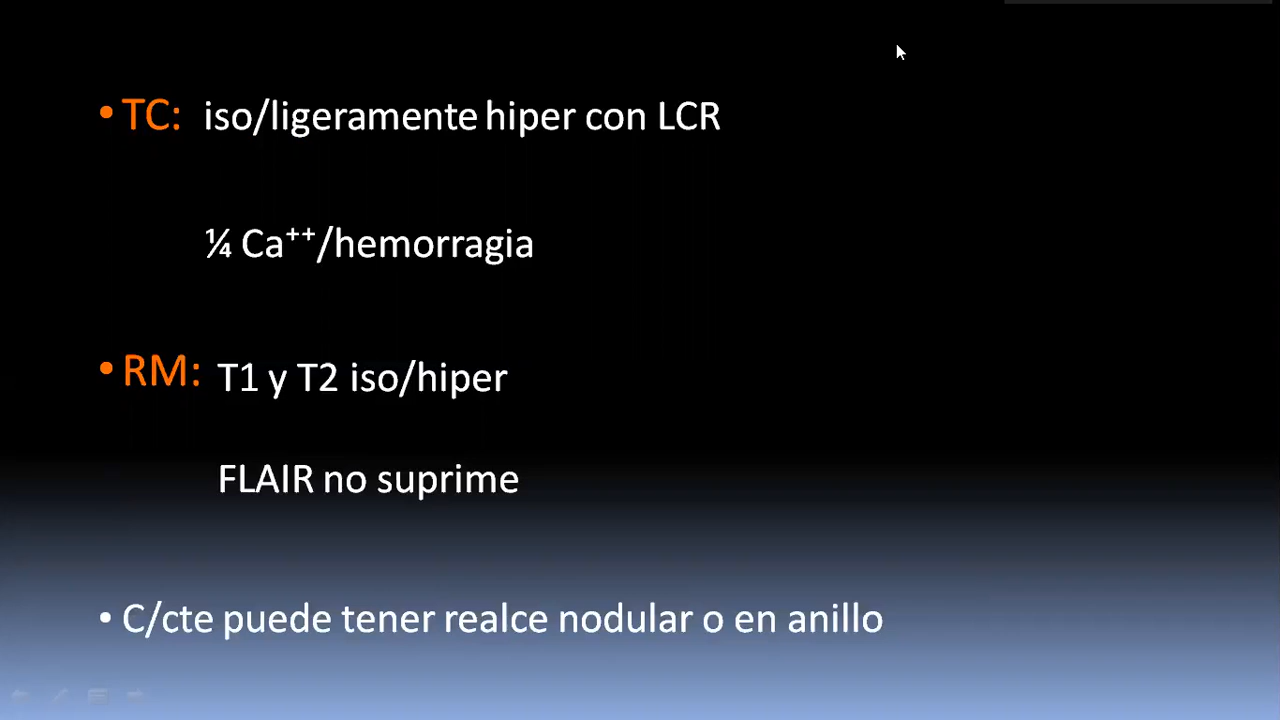 • TC: iso/ligeramente hiper con LCR
¼ Ca⁺⁺/hemorragia
• RM: T1 y T2 iso/hiper
FLAIR no suprime
• C/cte puede tener realce nodular o en anillo